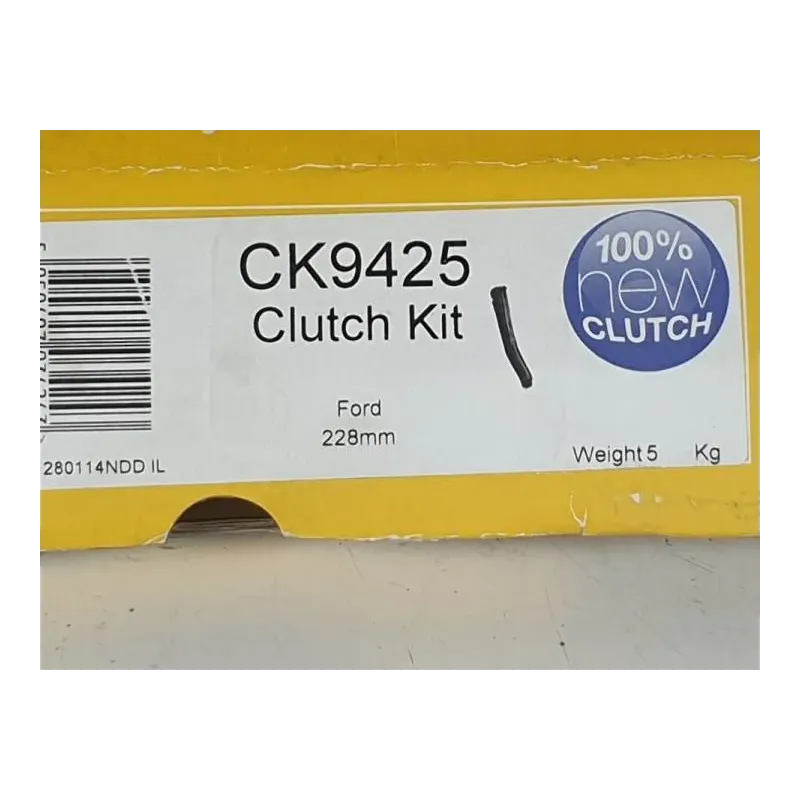 CK9425
Clutch Kit
Ford
228mm
100%
new
CLUTCH
Weight 5 Kg
280114NDD IL